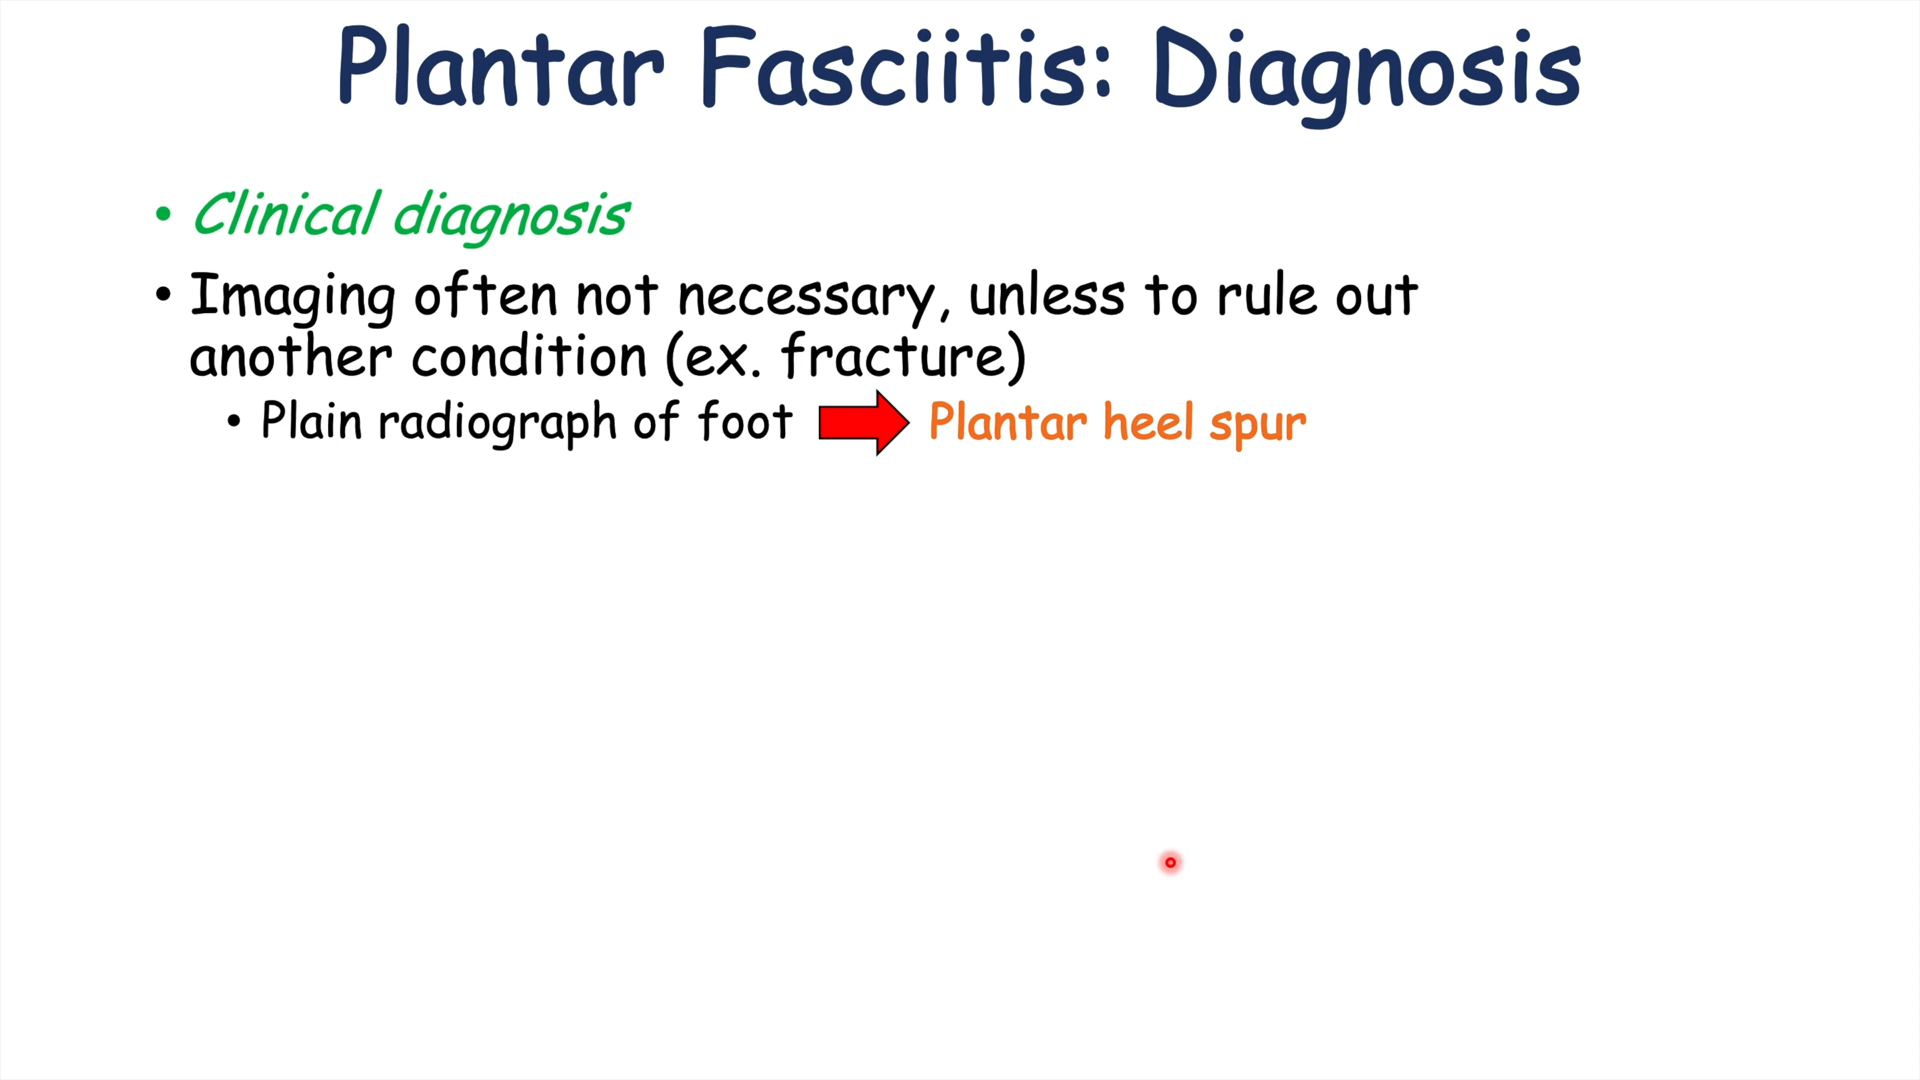 Plantar Fasciitis: Diagnosis
• Clinical diagnosis
• Imaging often not necessary, unless to rule out
another condition (ex. fracture)
• Plain radiograph of foot Plantar heel spur